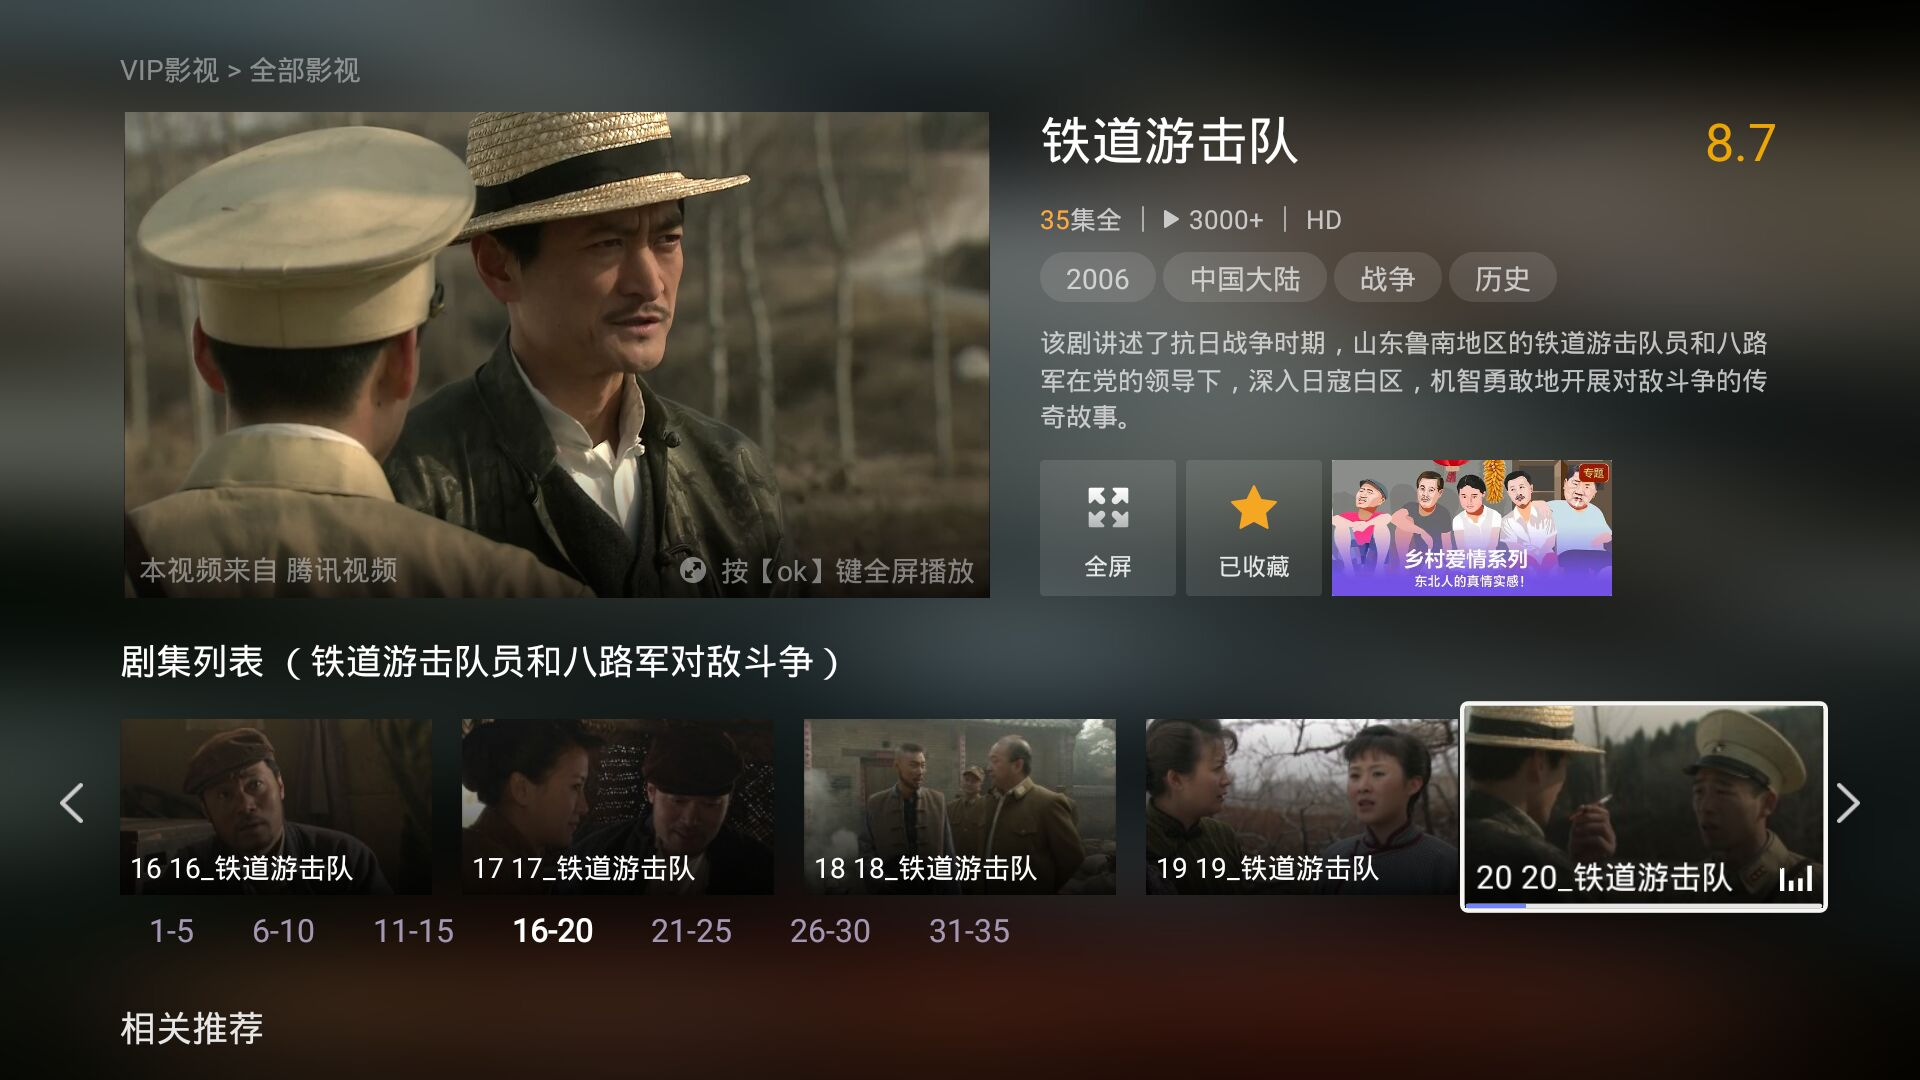 VIP影视 > 全部影视
铁道游击队
8.7
35集全 | 3000+ | HD
2006 中国大陆 战争 历史
该剧讲述了抗日战争时期，山东鲁南地区的铁道游击队员和八路
军在党的领导下，深入日寇白区，机智勇敢地开展对敌斗争的传
奇故事。
本视频来自 腾讯视频
按【ok】键全屏播放
全屏
已收藏
专题
乡村爱情系列
东北人的真情实感！
剧集列表（铁道游击队员和八路军对敌斗争）
16 16_铁道游击队
17 17_铁道游击队
18 18_铁道游击队
19 19_铁道游击队
20 20_铁道游击队
1-5 6-10 11-15 16-20 21-25 26-30 31-35
相关推荐